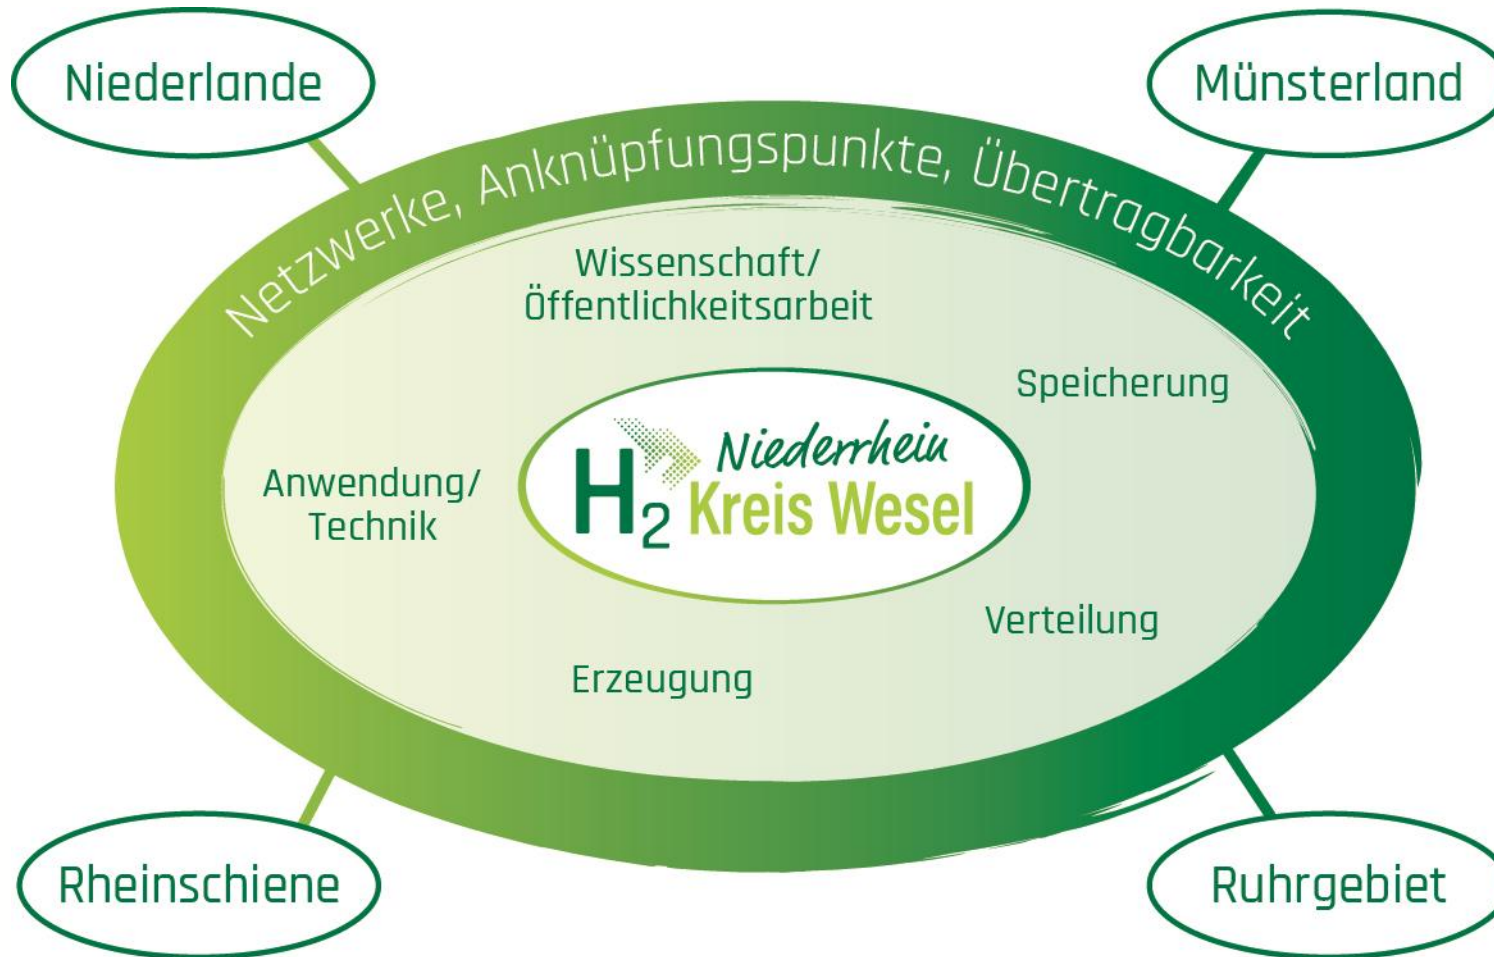 Niederlande
Münsterland
Netzwerke, Anknüpfungspunkte, Übertragbarkeit
Wissenschaft/
Öffentlichkeitsarbeit
Speicherung
Anwendung/
Technik
H2 Niederrhein
Kreis Wesel
Verteilung
Erzeugung
Rheinschiene
Ruhrgebiet